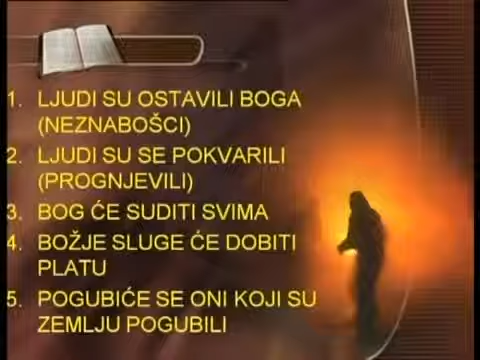 1. LJUDI SU OSTAVILI BOGA
(NEZNABOŠCI)
2. LJUDI SU SE POKVARILI
(PROGNJEVILI)
3. BOG ĆE SUDITI SVIMA
4. BOŽJE SLUGE ĆE DOBITI
PLATU
5. POGUBIĆE SE ONI KOJI SU
ZEMLJU POGUBILI